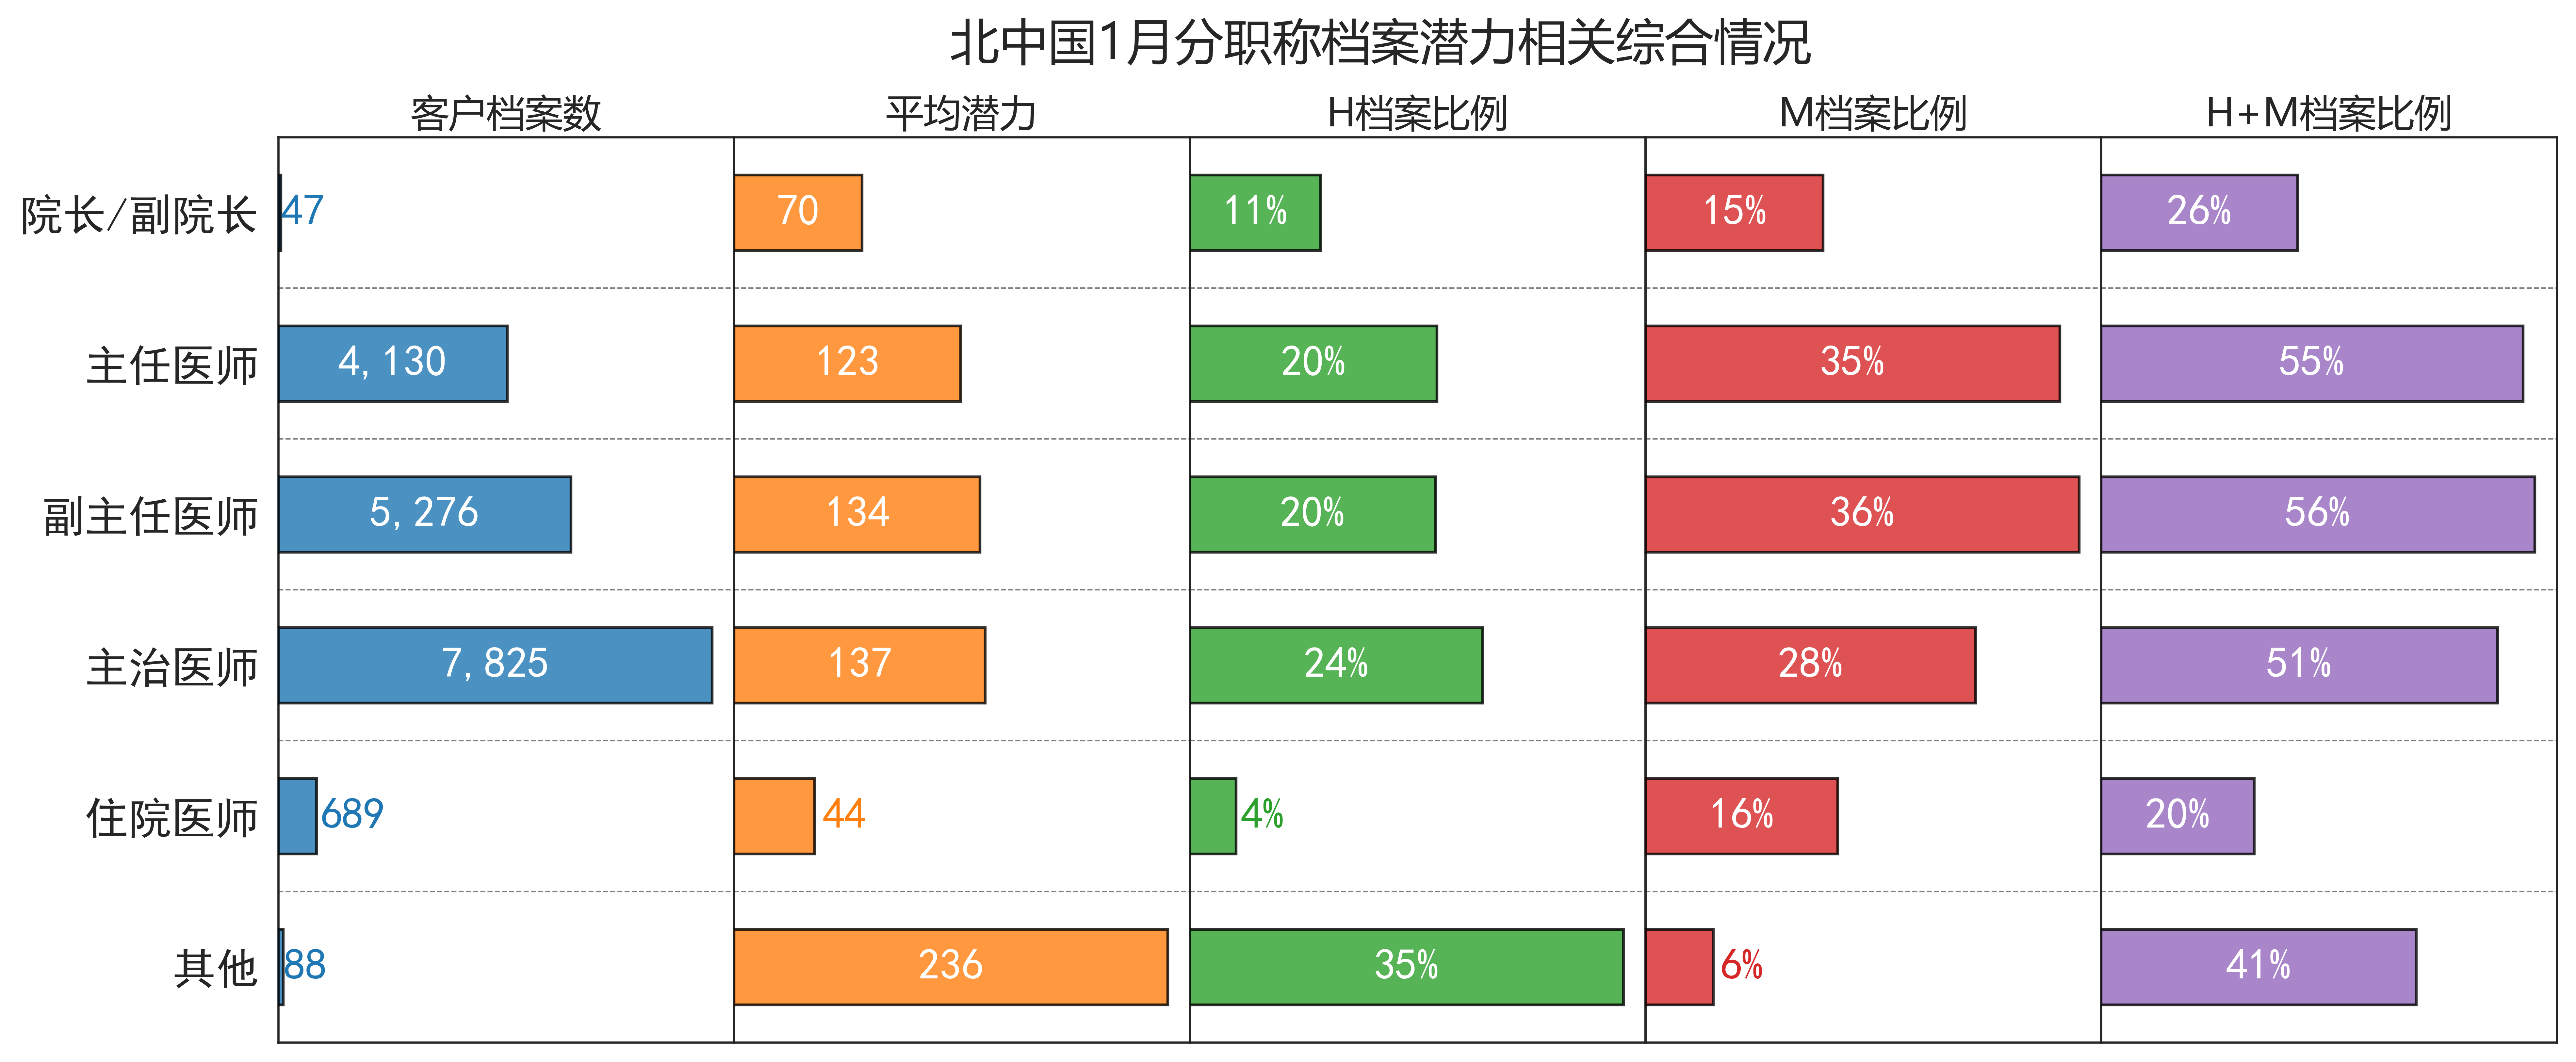 北中国1月分职称档案潜力相关综合情况
客户档案数 平均潜力 H档案比例 M档案比例 H+M档案比例
院长/副院长 47 70 11% 15% 26%
主任医师 4,130 123 20% 35% 55%
副主任医师 5,276 134 20% 36% 56%
主治医师 7,825 137 24% 28% 51%
住院医师 689 44 4% 16% 20%
其他 88 236 35% 6% 41%